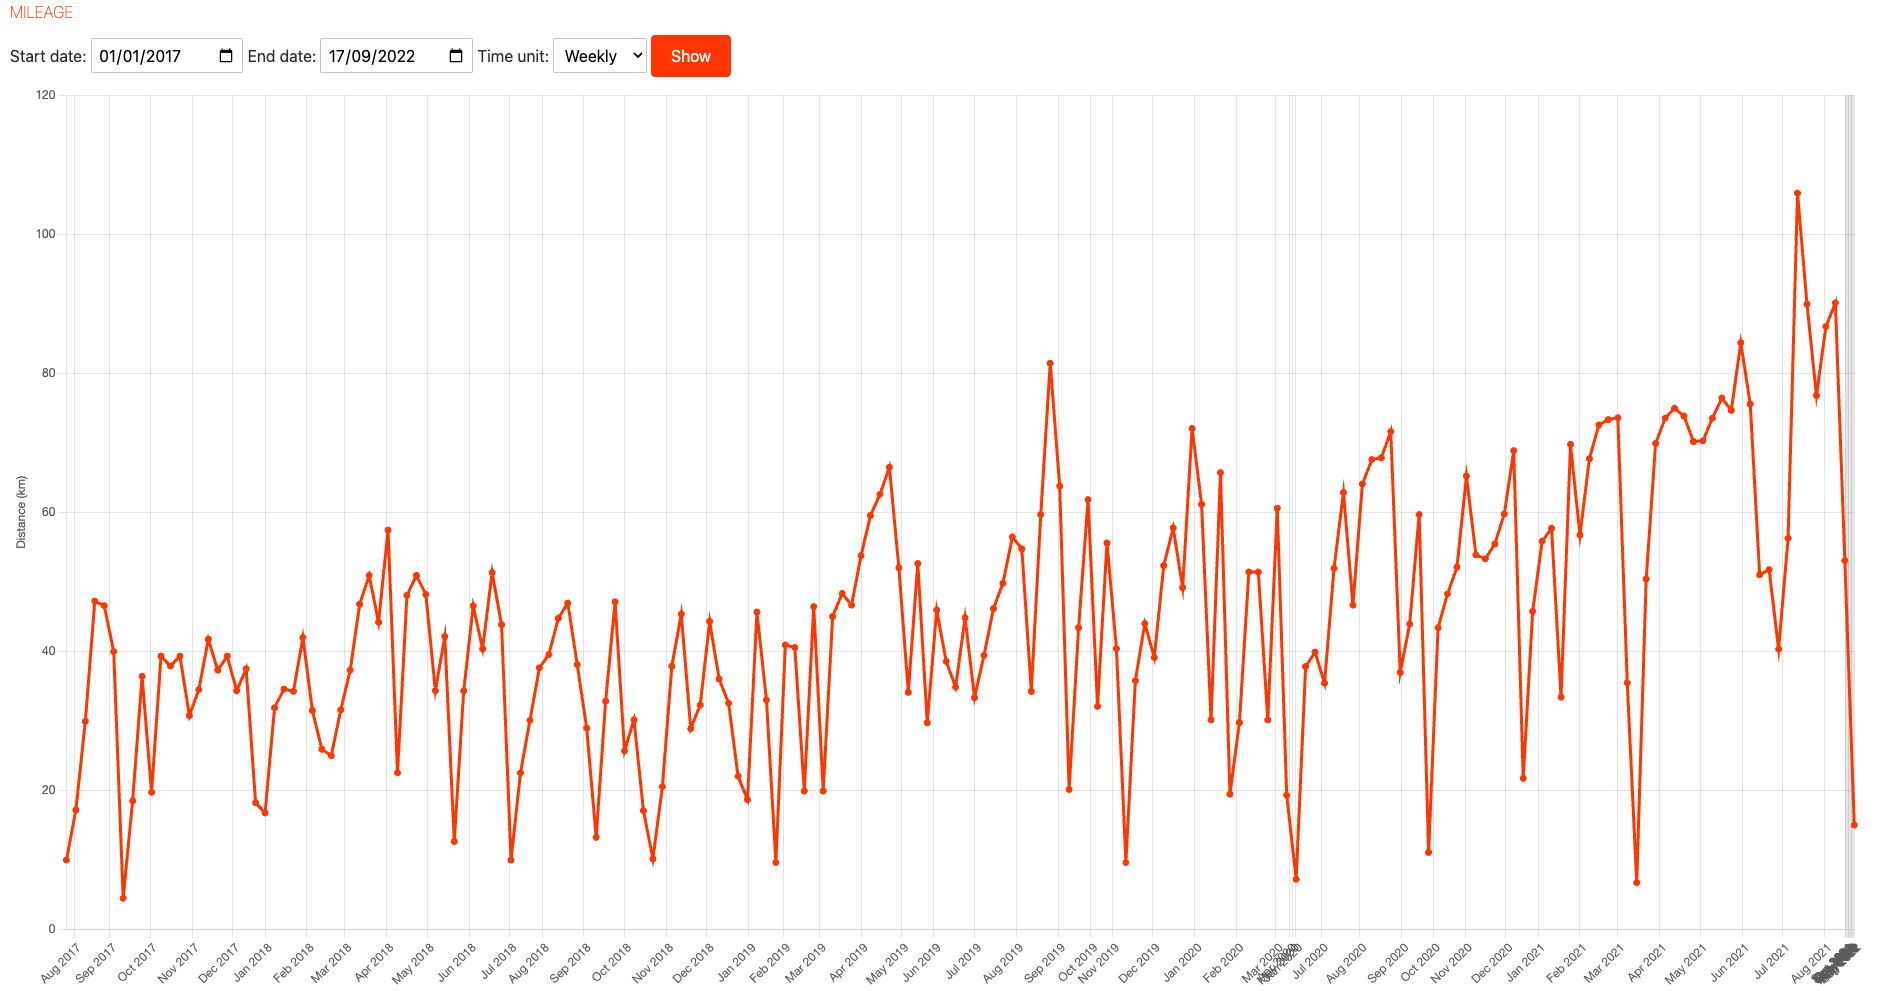 MILEAGE
Start date: 01/01/2017 End date: 17/09/2022 Time unit: Weekly Show
120
100
80
60
40
20
0
Distance (km)
Aug 2017
Sep 2017
Oct 2017
Nov 2017
Dec 2017
Jan 2018
Feb 2018
Mar 2018
Apr 2018
May 2018
Jun 2018
Jul 2018
Aug 2018
Sep 2018
Oct 2018
Nov 2018
Dec 2018
Jan 2019
Feb 2019
Mar 2019
Apr 2019
May 2019
Jun 2019
Jul 2019
Aug 2019
Sep 2019
Oct 2019
Nov 2019
Dec 2019
Jan 2020
Feb 2020
Mar 2020
Jul 2020
Aug 2020
Sep 2020
Oct 2020
Nov 2020
Dec 2020
Jan 2021
Feb 2021
Mar 2021
Apr 2021
May 2021
Jun 2021
Jul 2021
Aug 2021